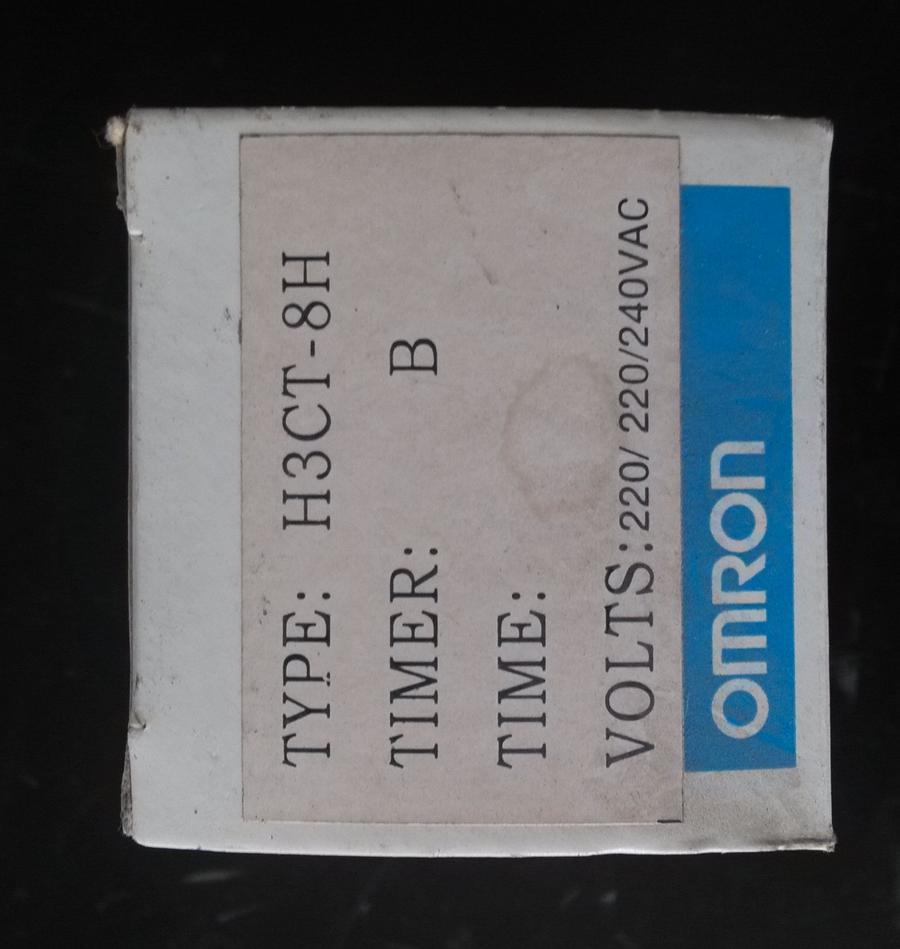 TYPE: H3CT-8H
TIMER: B
TIME:
VOLTS:220/ 220/240VAC
OMRON